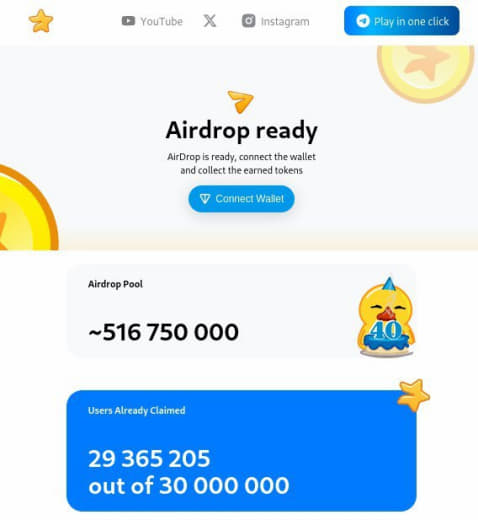 YouTube
Instagram
Play in one click
Airdrop ready
AirDrop is ready, connect the wallet
and collect the earned tokens
Connect Wallet
Airdrop Pool
~516 750 000
40
Users Already Claimed
29 365 205
out of 30 000 000